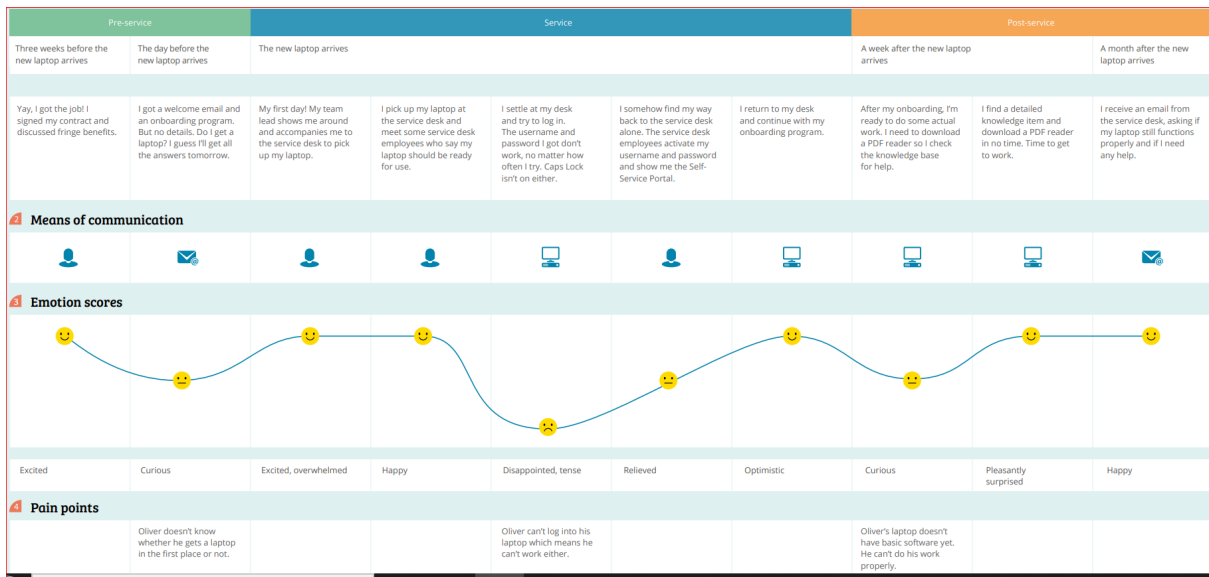 Pre-service
Service
Post-service
Three weeks before the
new laptop arrives
The day before the
new laptop arrives
The new laptop arrives
A week after the new laptop
arrives
A month after the new
laptop arrives
Yay, I got the job! I
signed my contract and
discussed fringe benefits.
I got a welcome email and
an onboarding program.
But no details. Do I get a
laptop? I guess I'll get all
the answers tomorrow.
My first day! My team
lead shows me around
and accompanies me to
the service desk to pick
up my laptop.
I pick up my laptop at
the service desk and
meet some service desk
employees who say my
laptop should be ready
for use.
I settle at my desk
and try to log in.
The username and
password I got don't
work, no matter how
often I try. Caps Lock
isn't on either.
I somehow find my way
back to the service desk
alone. The service desk
employees activate my
username and password
and show me the Self-
Service Portal.
I return to my desk
and continue with my
onboarding program.
After my onboarding, I'm
ready to do some actual
work. I need to download
a PDF reader so I check
the knowledge base
for help.
I find a detailed
knowledge item and
download a PDF reader
in no time. Time to get
to work.
I receive an email from
the service desk, asking if
my laptop still functions
properly and if I need
any help.
2 Means of communication
@
@
3 Emotion scores
Excited
Curious
Excited, overwhelmed
Happy
Disappointed, tense
Relieved
Optimistic
Curious
Pleasantly
surprised
Happy
4 Pain points
Oliver doesn't know
whether he gets a laptop
in the first place or not.
Oliver can't log into his
laptop which means he
can't work either.
Oliver's laptop doesn't
have basic software yet.
He can't do his work
properly.